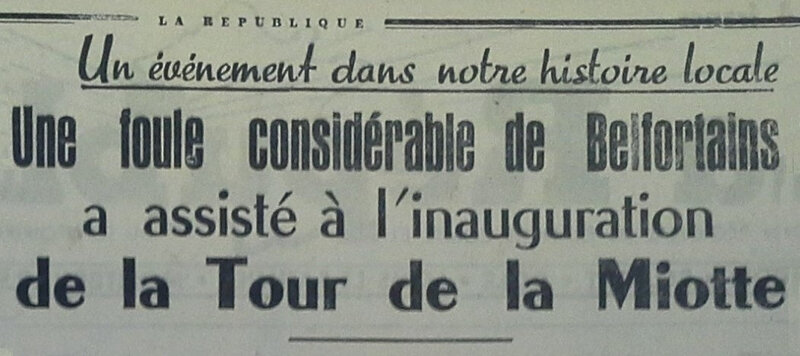 LA REPUBLIQUE
Un événement dans notre histoire locale
Une foule considérable de Belfortains
a assisté à l'inauguration
de la Tour de la Miotte